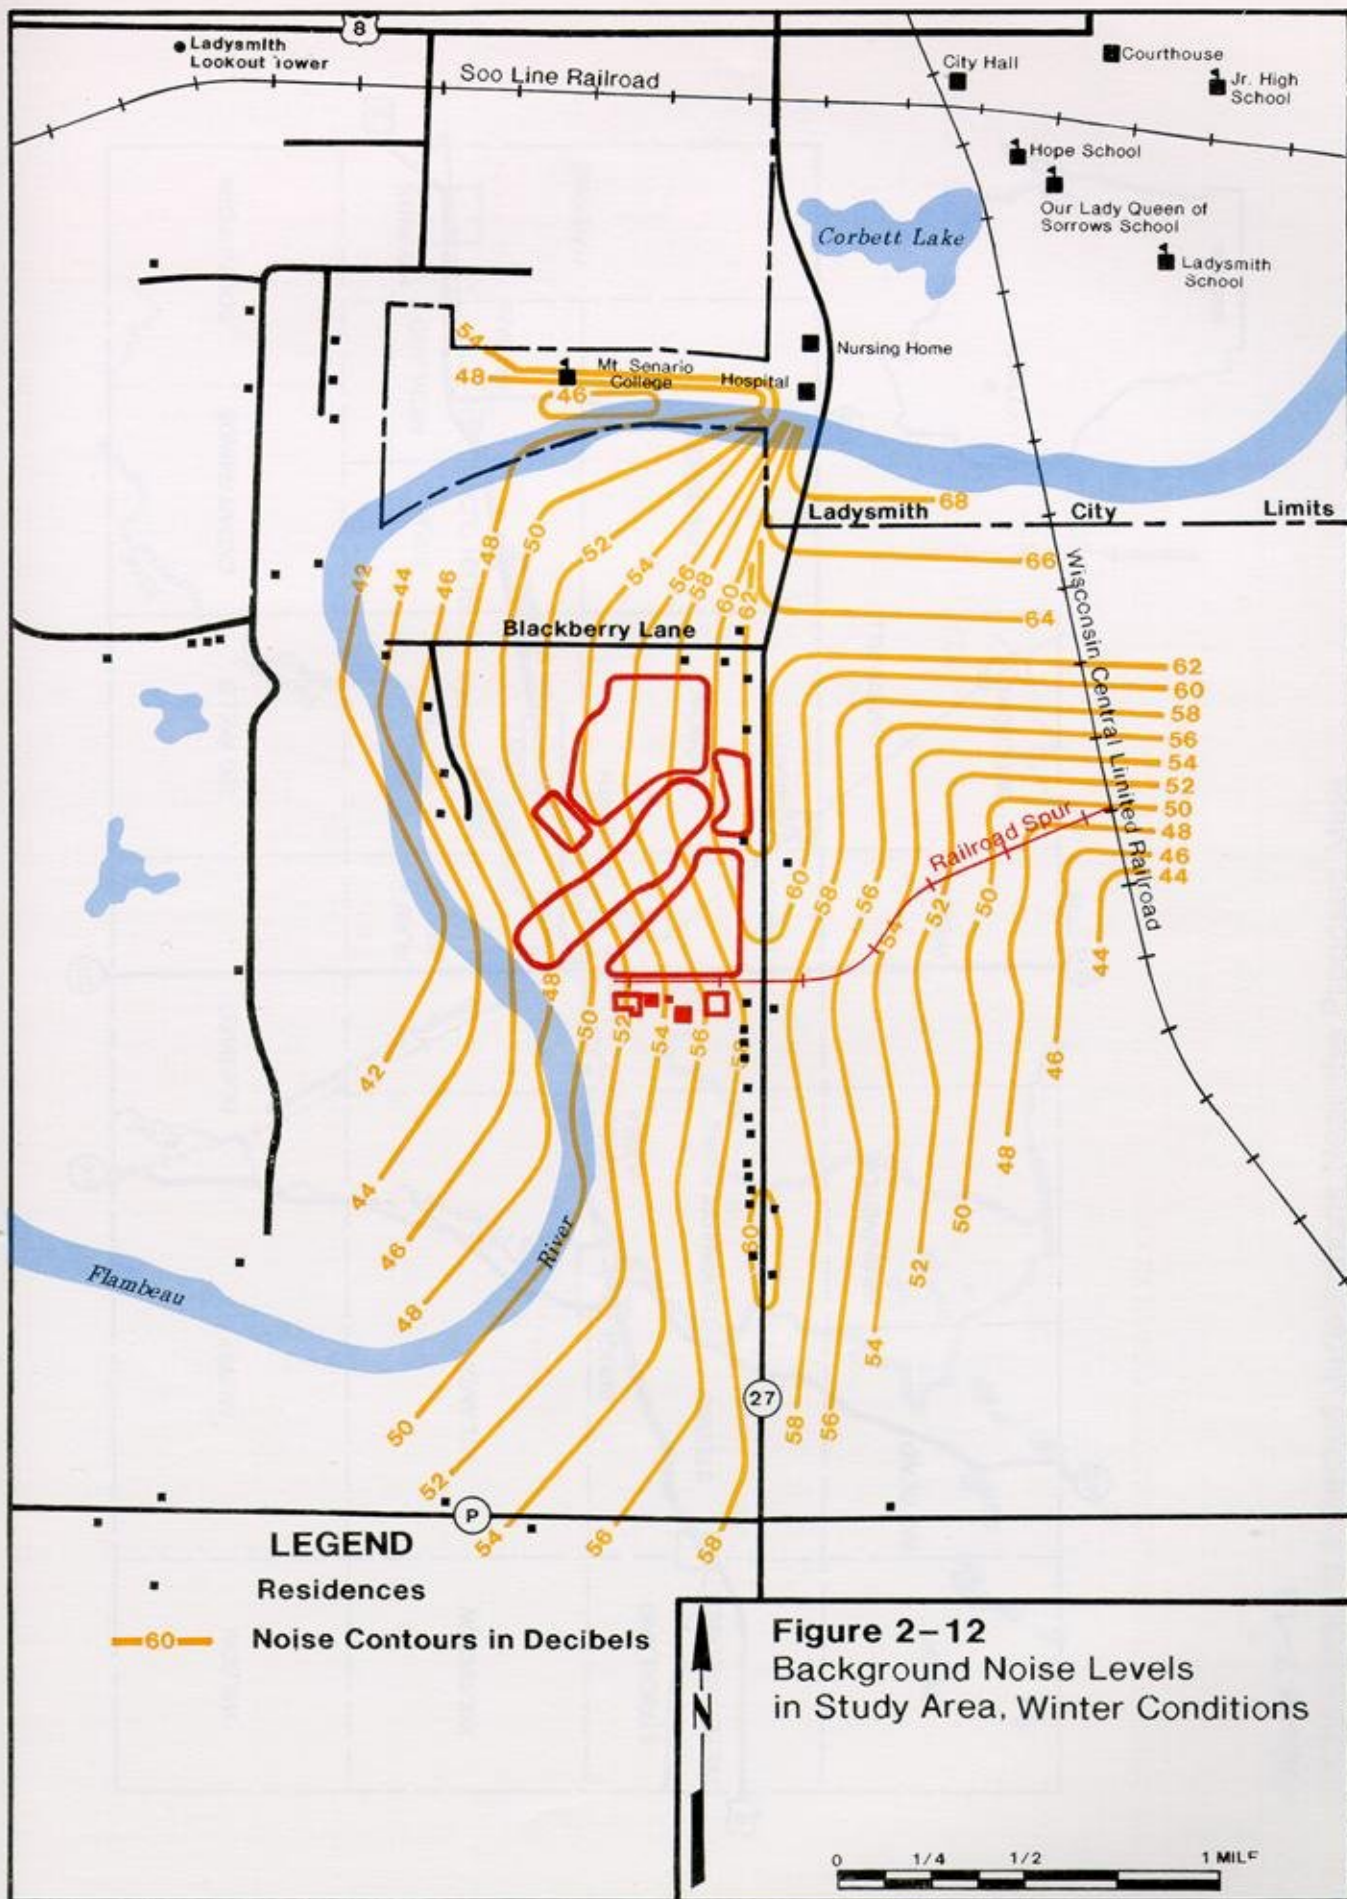 8
Ladysmith
Lookout Tower
Soo Line Railroad
City Hall
Courthouse
Jr. High
School
Hope School
Our Lady Queen of
Sorrows School
Ladysmith
School
Corbett Lake
Nursing Home
54
48
46
Mt. Senario
College
Hospital
68
Ladysmith City Limits
66
64
42
44
46
48
50
52
54
56
58
60
62
Blackberry Lane
Wisconsin Central Limited Railroad
62
60
58
56
54
52
50
48
46
44
Railroad Spur
60
58
56
54
52
50
44
48
50
52
54
56
58
46
42
44
46
48
50
52
54
56
58
60
48
50
52
54
56
58
Flambeau
River
27
P
LEGEND
Residences
60
Noise Contours in Decibels
N
Figure 2-12
Background Noise Levels
in Study Area, Winter Conditions
0 1/4 1/2 1 MILE